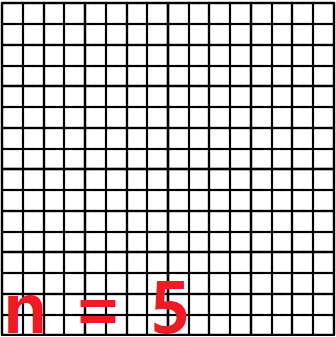 n = 5